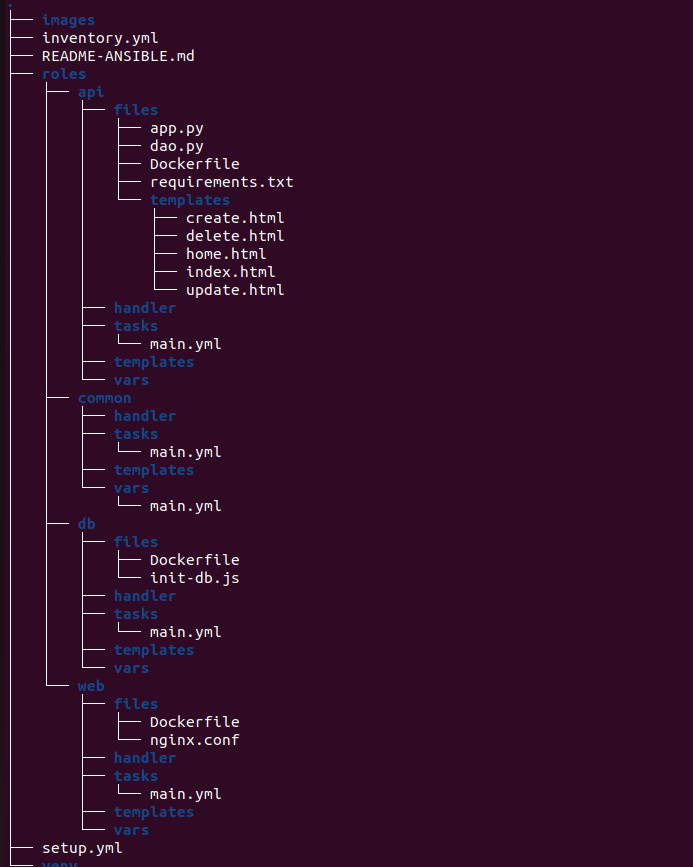 .
images
inventory.yml
README-ANSIBLE.md
roles
api
files
app.py
dao.py
Dockerfile
requirements.txt
templates
create.html
delete.html
home.html
index.html
update.html
handler
tasks
main.yml
templates
vars
common
handler
tasks
main.yml
templates
vars
main.yml
db
files
Dockerfile
init-db.js
handler
tasks
main.yml
templates
vars
web
files
Dockerfile
nginx.conf
handler
tasks
main.yml
templates
vars
setup.yml
venv